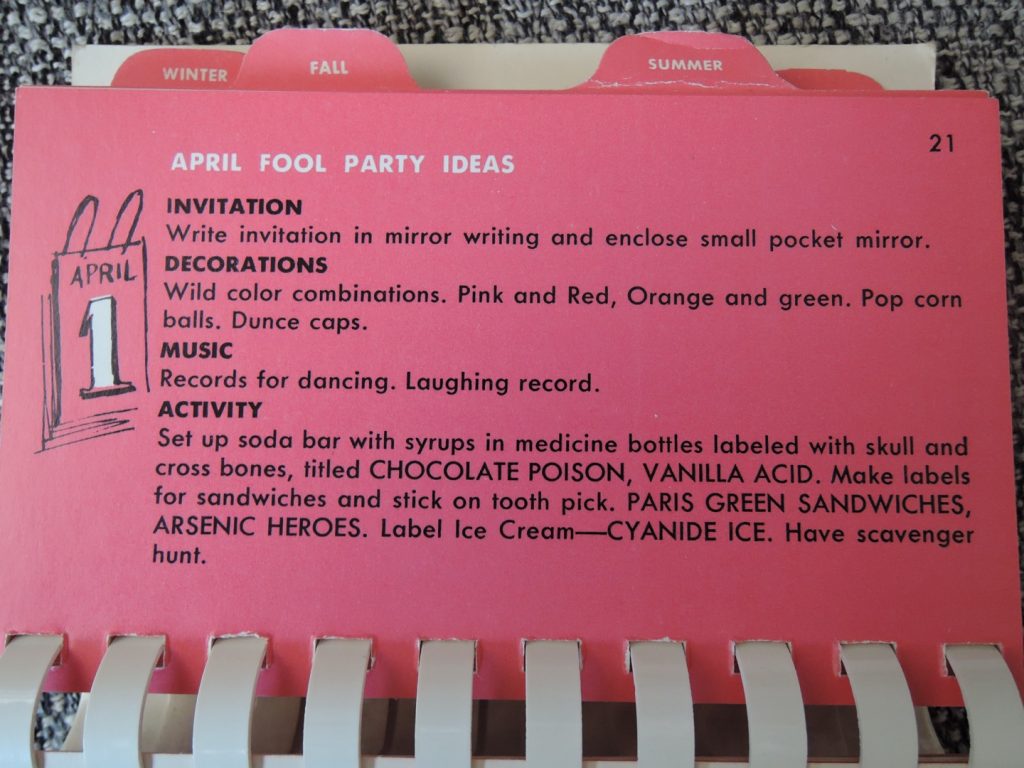 WINTER
FALL
SUMMER
21
APRIL FOOL PARTY IDEAS
INVITATION
Write invitation in mirror writing and enclose small pocket mirror.
DECORATIONS
Wild color combinations. Pink and Red, Orange and green. Pop corn
balls. Dunce caps.
MUSIC
Records for dancing. Laughing record.
ACTIVITY
Set up soda bar with syrups in medicine bottles labeled with skull and
cross bones, titled CHOCOLATE POISON, VANILLA ACID. Make labels
for sandwiches and stick on tooth pick. PARIS GREEN SANDWICHES,
ARSENIC HEROES. Label Ice Cream—CYANIDE ICE. Have scavenger
hunt.
APRIL
1